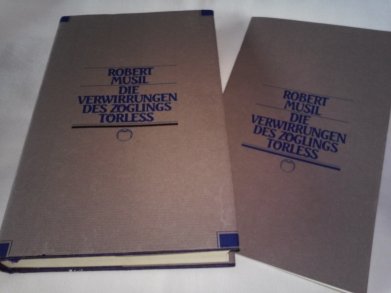 ROBERT
MUSIL
DIE
VERWIRRUNGEN
DES ZÖGLINGS
TÖRLESS
ROBERT
MUSIL
DIE
VERWIRRUNGEN
DES ZÖGLINGS
TÖRLESS